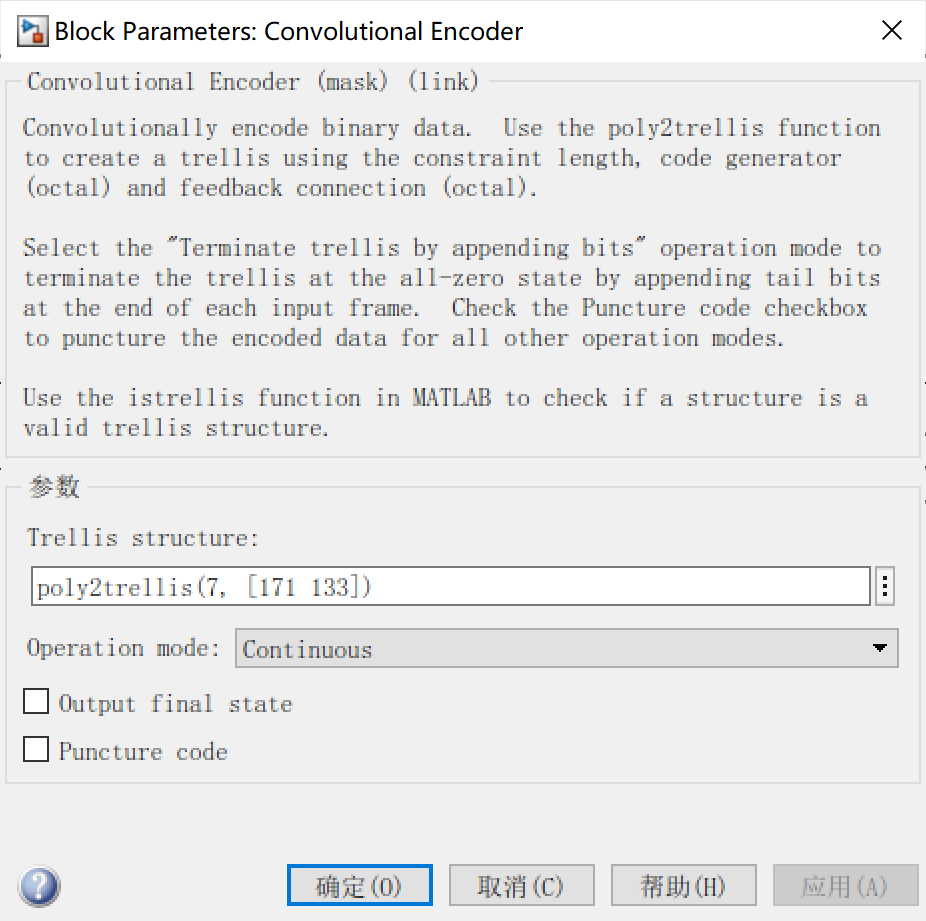 Block Parameters: Convolutional Encoder
Convolutional Encoder (mask) (link)
Convolutionally encode binary data.  Use the poly2trellis function
to create a trellis using the constraint length, code generator
(octal) and feedback connection (octal).
Select the "Terminate trellis by appending bits" operation mode to
terminate the trellis at the all-zero state by appending tail bits
at the end of each input frame.  Check the Puncture code checkbox
to puncture the encoded data for all other operation modes.
Use the istrellis function in MATLAB to check if a structure is a
valid trellis structure.
参数
Trellis structure:
poly2trellis(7, [171 133])
Operation mode: Continuous
Output final state
Puncture code
? 确定(O) 取消(C) 帮助(H) 应用(A)